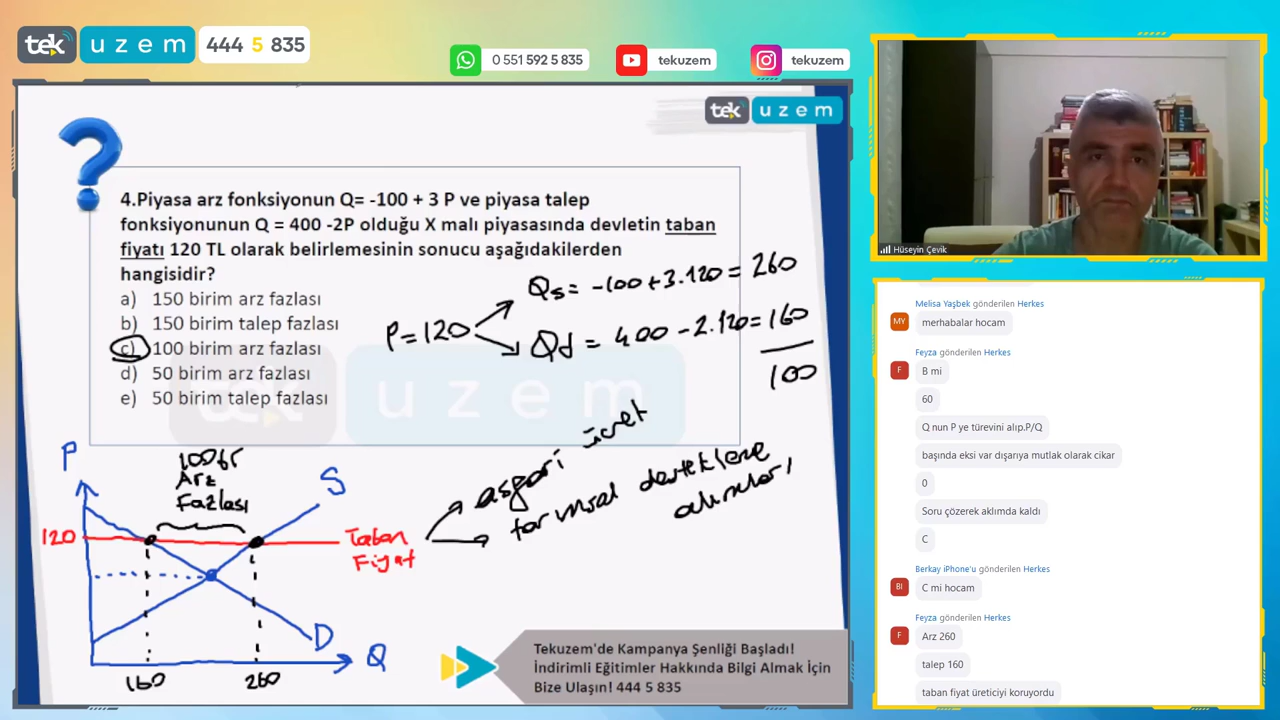 tek uzem 444 5 835
0 551 592 5 835
tekuzem
tekuzem
tek uzem
4.Piyasa arz fonksiyonun Q= -100 + 3 P ve piyasa talep
fonksiyonunun Q = 400 -2P olduğu X malı piyasasında devletin taban
fiyatı 120 TL olarak belirlemesinin sonucu aşağıdakilerden
hangisidir?
a) 150 birim arz fazlası
b) 150 birim talep fazlası
c) 100 birim arz fazlası
d) 50 birim arz fazlası
e) 50 birim talep fazlası
P=120
Qs = -100+3.120 = 260
Qd = 400 - 2.120 = 160
100
tek uzem
P
100br
Arz
Fazlası
S
120
Taban
Fiyat
asgari ücret
tarımsal destekleme
alımları
D
Q
160
260
Tekuzem'de Kampanya Şenliği Başladı!
İndirimli Eğitimler Hakkında Bilgi Almak İçin
Bize Ulaşın! 444 5 835
Hüseyin Çevik
Melisa Yaşbek gönderilen Herkes
MY
merhabalar hocam
Feyza gönderilen Herkes
F
B mi
60
Q nun P ye türevini alıp.P/Q
başında eksi var dışarıya mutlak olarak cikar
0
Soru çözerek aklımda kaldı
C
Berkay iPhone'u gönderilen Herkes
BI
C mi hocam
Feyza gönderilen Herkes
F
Arz 260
talep 160
taban fiyat üreticiyi koruyordu